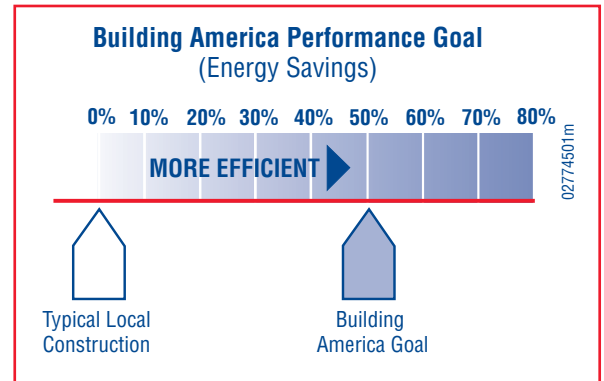 Building America Performance Goal
(Energy Savings)
0% 10% 20% 30% 40% 50% 60% 70% 80%
MORE EFFICIENT
02774501m
Typical Local
Construction
Building
America Goal